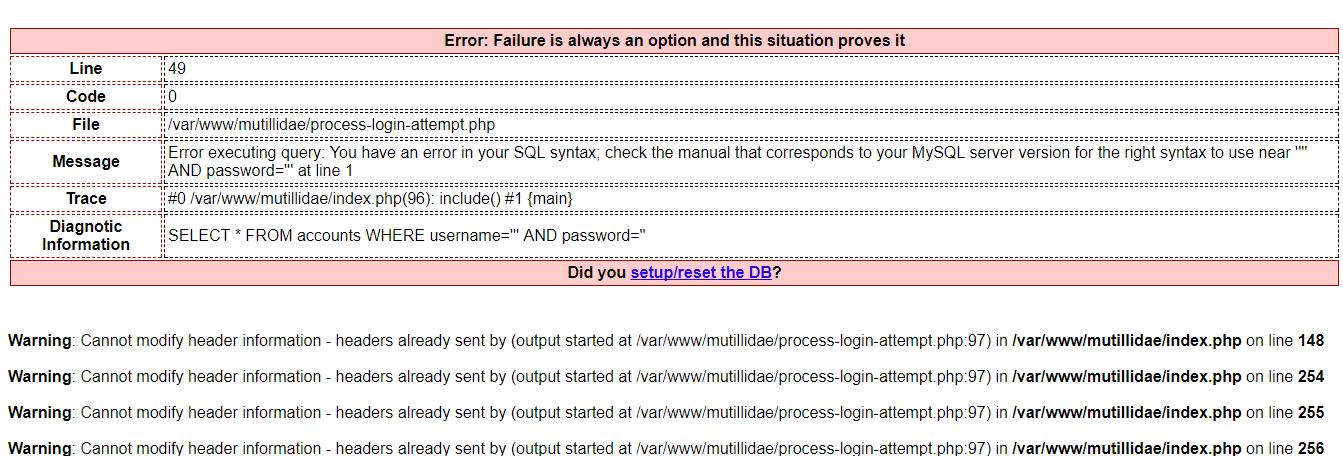 Error: Failure is always an option and this situation proves it
Line 49
Code 0
File /var/www/mutillidae/process-login-attempt.php
Message Error executing query: You have an error in your SQL syntax; check the manual that corresponds to your MySQL server version for the right syntax to use near ''''
AND password=''' at line 1
Trace #0 /var/www/mutillidae/index.php(96): include() #1 {main}
Diagnostic
Information SELECT * FROM accounts WHERE username=''' AND password=''
Did you setup/reset the DB?
Warning: Cannot modify header information - headers already sent by (output started at /var/www/mutillidae/process-login-attempt.php:97) in /var/www/mutillidae/index.php on line 148
Warning: Cannot modify header information - headers already sent by (output started at /var/www/mutillidae/process-login-attempt.php:97) in /var/www/mutillidae/index.php on line 254
Warning: Cannot modify header information - headers already sent by (output started at /var/www/mutillidae/process-login-attempt.php:97) in /var/www/mutillidae/index.php on line 255
Warning: Cannot modify header information - headers already sent by (output started at /var/www/mutillidae/process-login-attempt.php:97) in /var/www/mutillidae/index.php on line 256